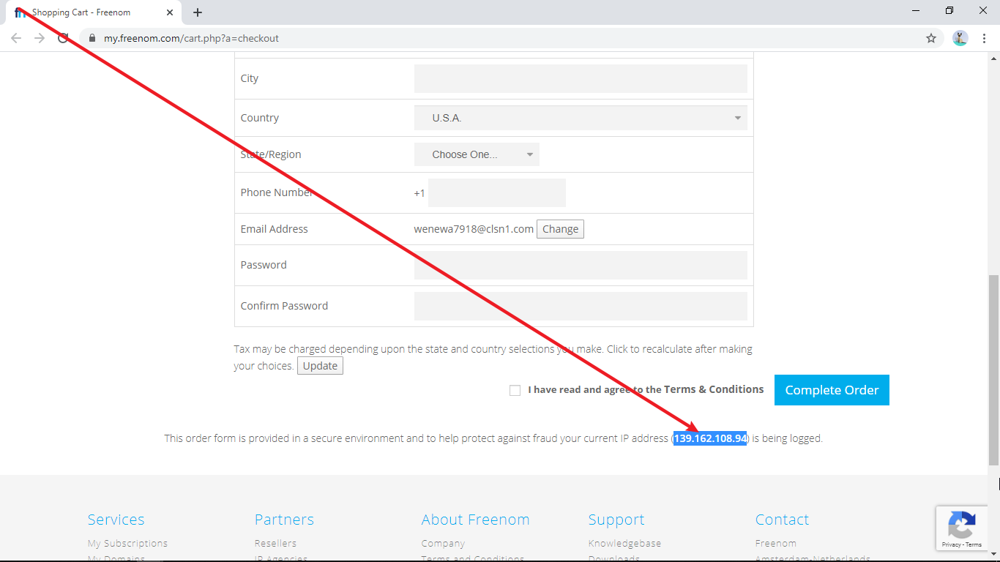 Shopping Cart - Freenom
my.freenom.com/cart.php?a=checkout
City
Country U.S.A.
State/Region Choose One...
Phone Number +1
Email Address wenewa7918@clsn1.com Change
Password
Confirm Password
Tax may be charged depending upon the state and country selections you make. Click to recalculate after making
your choices. Update
I have read and agree to the Terms & Conditions Complete Order
This order form is provided in a secure environment and to help protect against fraud your current IP address (139.162.108.94) is being logged.
Services Partners About Freenom Support Contact
My Subscriptions Resellers Company Knowledgebase Freenom
Privacy - Terms
My Domains IP Agencies Terms and Conditions Downloads Amsterdam-Netherlands